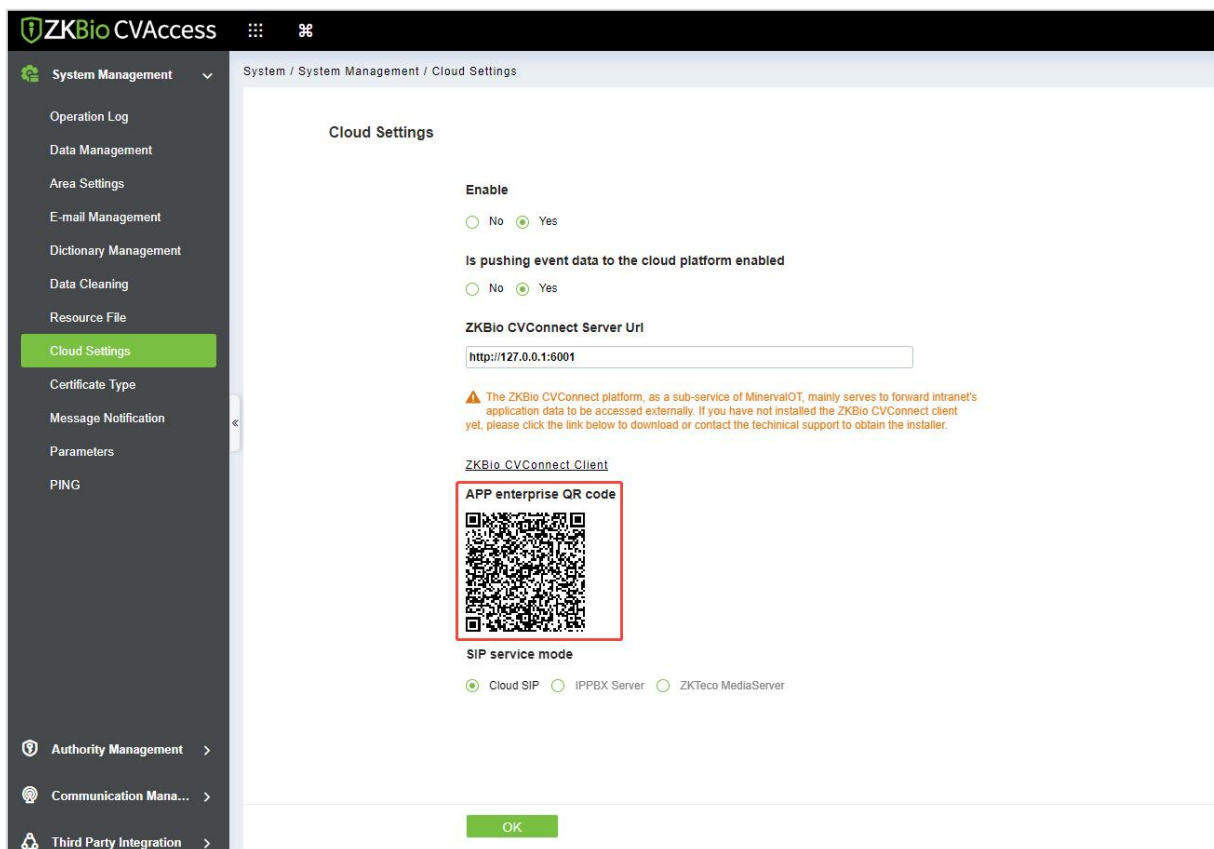 ZKBio CVAccess
System Management
System / System Management / Cloud Settings
Operation Log
Data Management
Area Settings
E-mail Management
Dictionary Management
Data Cleaning
Resource File
Cloud Settings
Certificate Type
Message Notification
Parameters
PING
Authority Management
Communication Mana...
Third Party Integration
Cloud Settings
Enable
No Yes
Is pushing event data to the cloud platform enabled
No Yes
ZKBio CVConnect Server Url
http://127.0.0.1:6001
The ZKBio CVConnect platform, as a sub-service of MinervaIOT, mainly serves to forward intranet's
application data to be accessed externally. If you have not installed the ZKBio CVConnect client
yet, please click the link below to download or contact the techinical support to obtain the installer.
ZKBio CVConnect Client
APP enterprise QR code
SIP service mode
Cloud SIP IPPBX Server ZKTeco MediaServer
OK